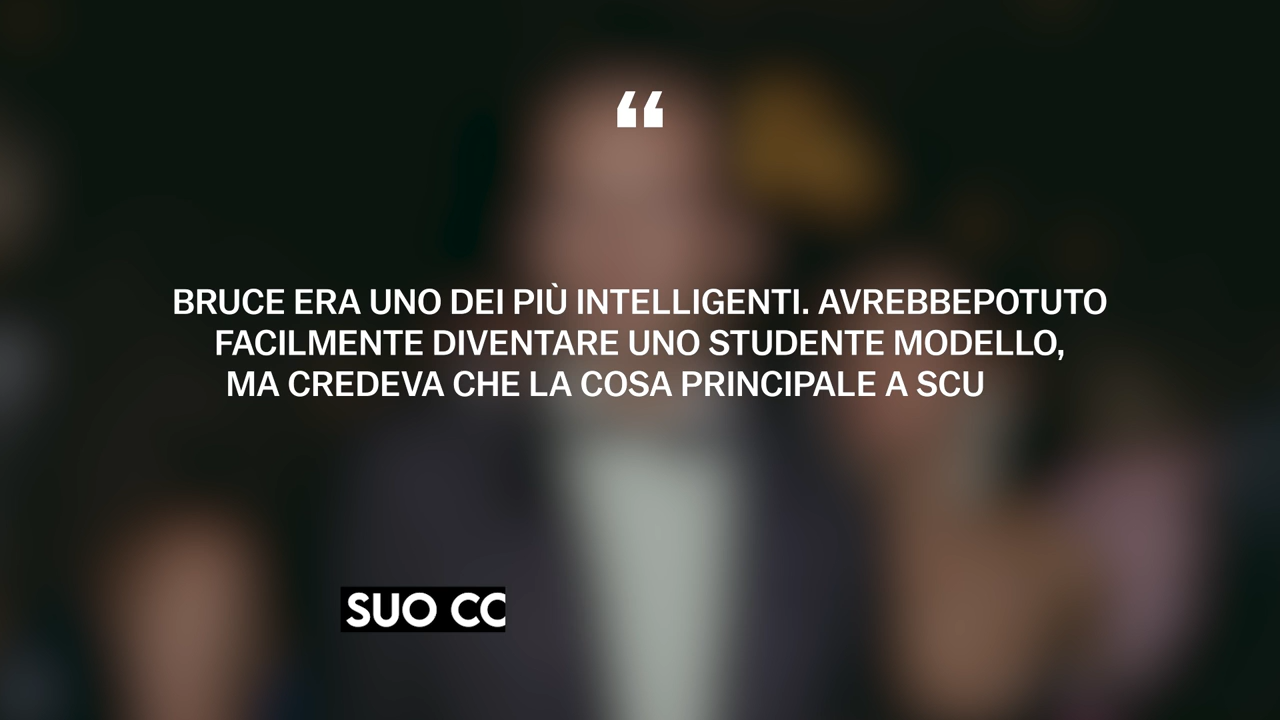 “
BRUCE ERA UNO DEI PIÙ INTELLIGENTI. AVREBBEPOTUTO
FACILMENTE DIVENTARE UNO STUDENTE MODELLO,
MA CREDEVA CHE LA COSA PRINCIPALE A SCU
SUO CC